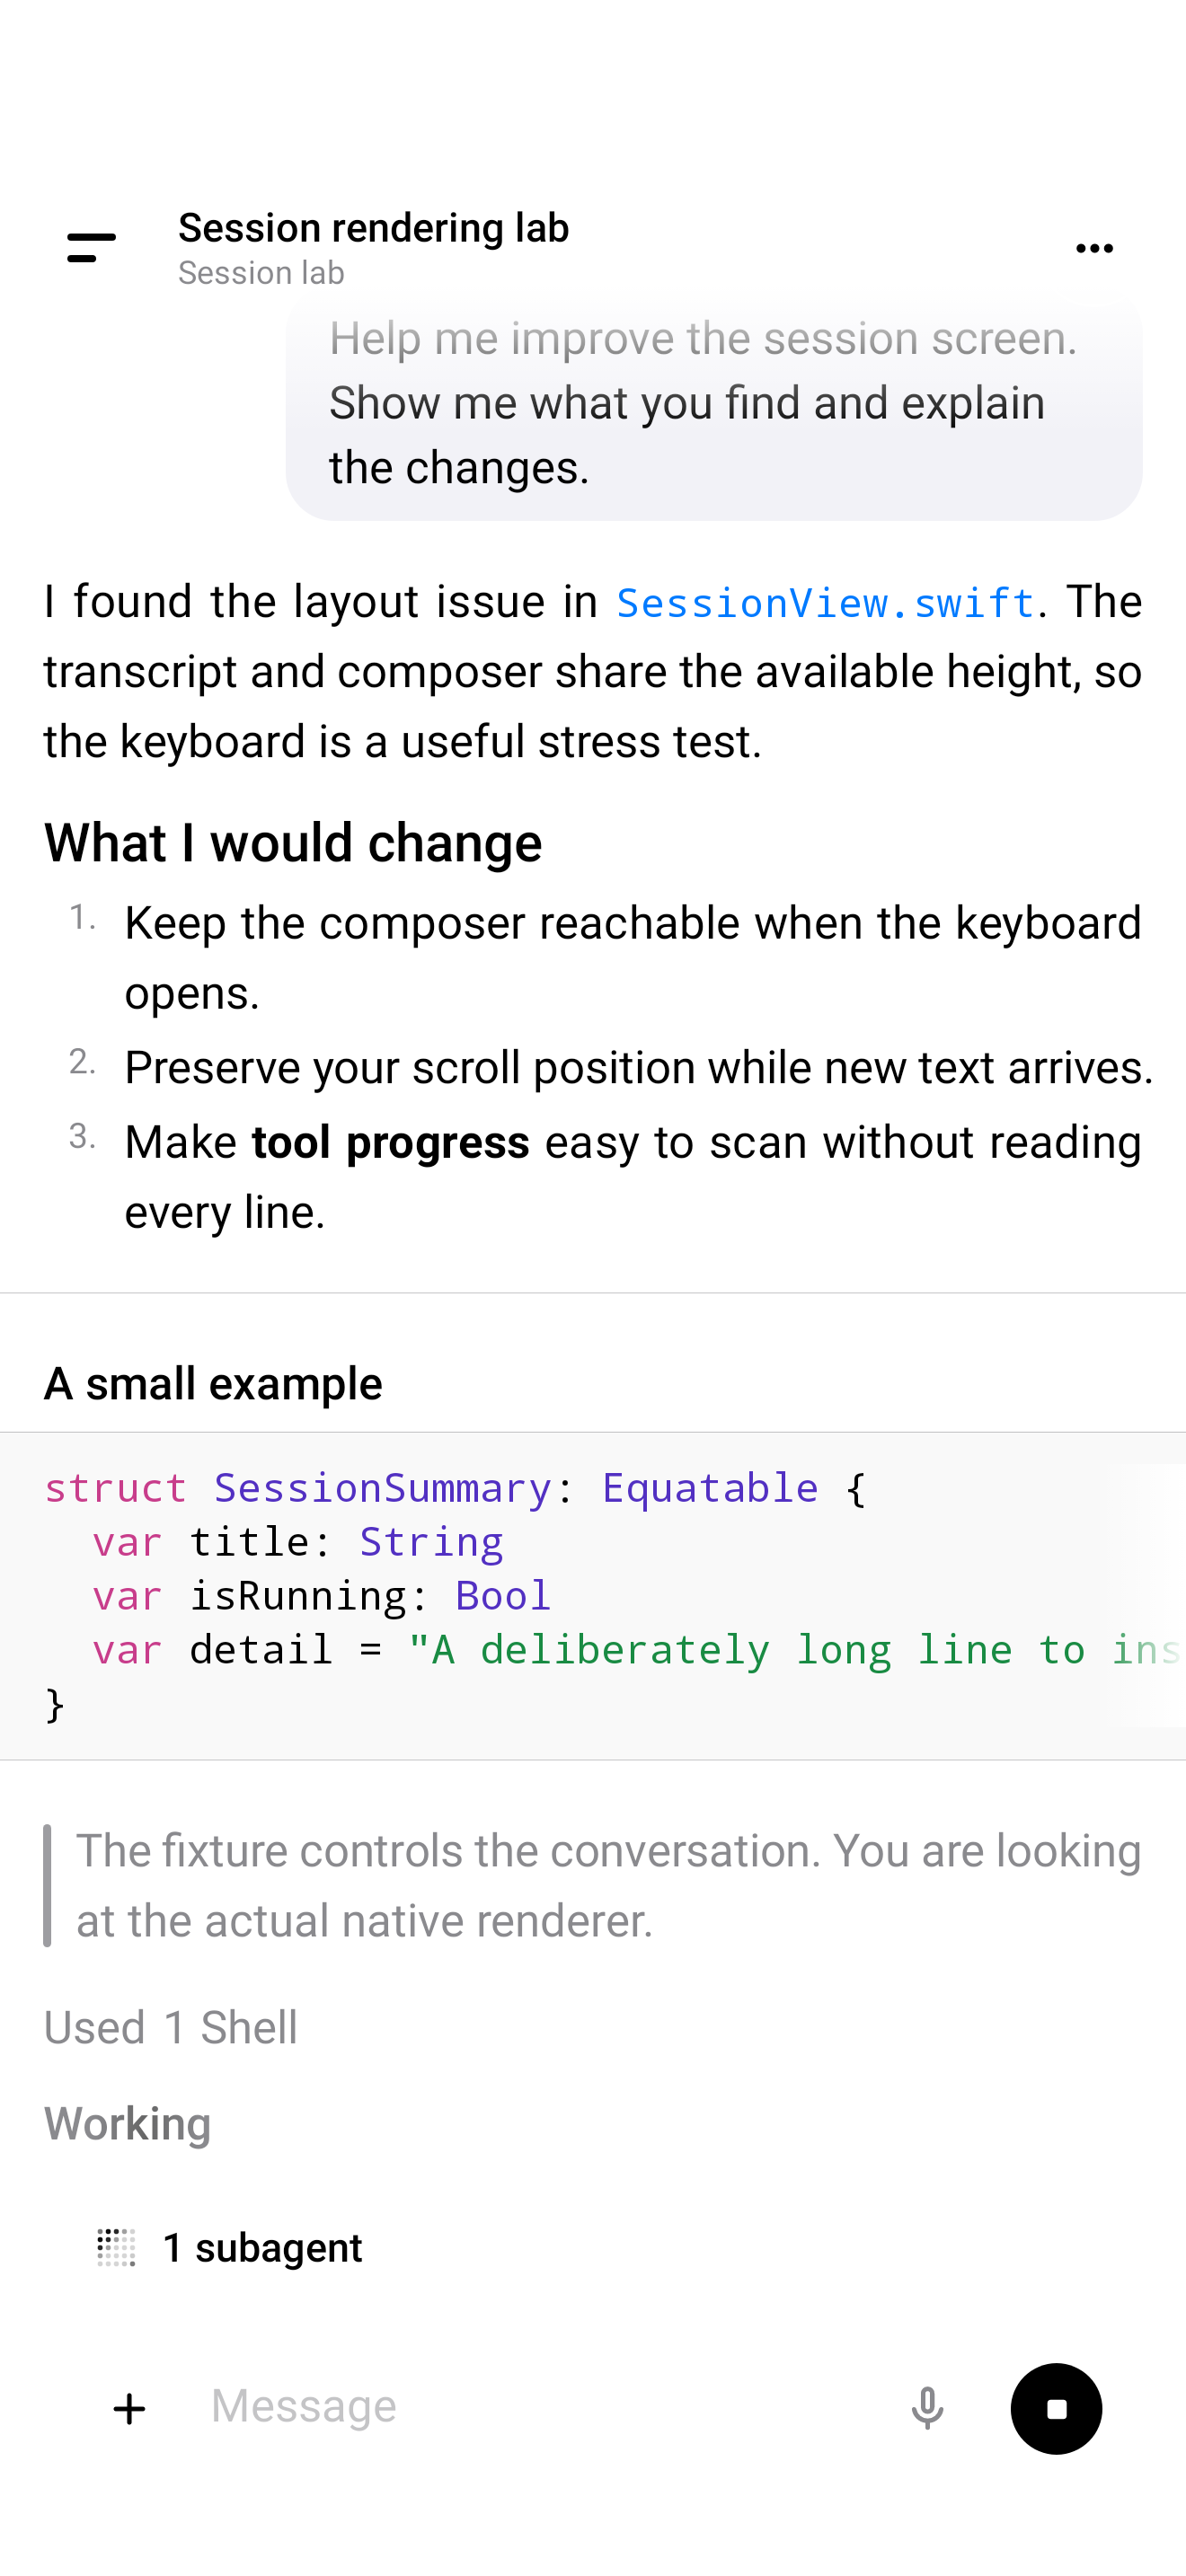 Session rendering lab
Session lab
Help me improve the session screen.
Show me what you find and explain
the changes.
I found the layout issue in SessionView.swift. The
transcript and composer share the available height, so
the keyboard is a useful stress test.
What I would change
1. Keep the composer reachable when the keyboard
opens.
2. Preserve your scroll position while new text arrives.
3. Make tool progress easy to scan without reading
every line.
A small example
struct SessionSummary: Equatable {
  var title: String
  var isRunning: Bool
  var detail = "A deliberately long line to ins
}
The fixture controls the conversation. You are looking
at the actual native renderer.
Used 1 Shell
Working
1 subagent
Message